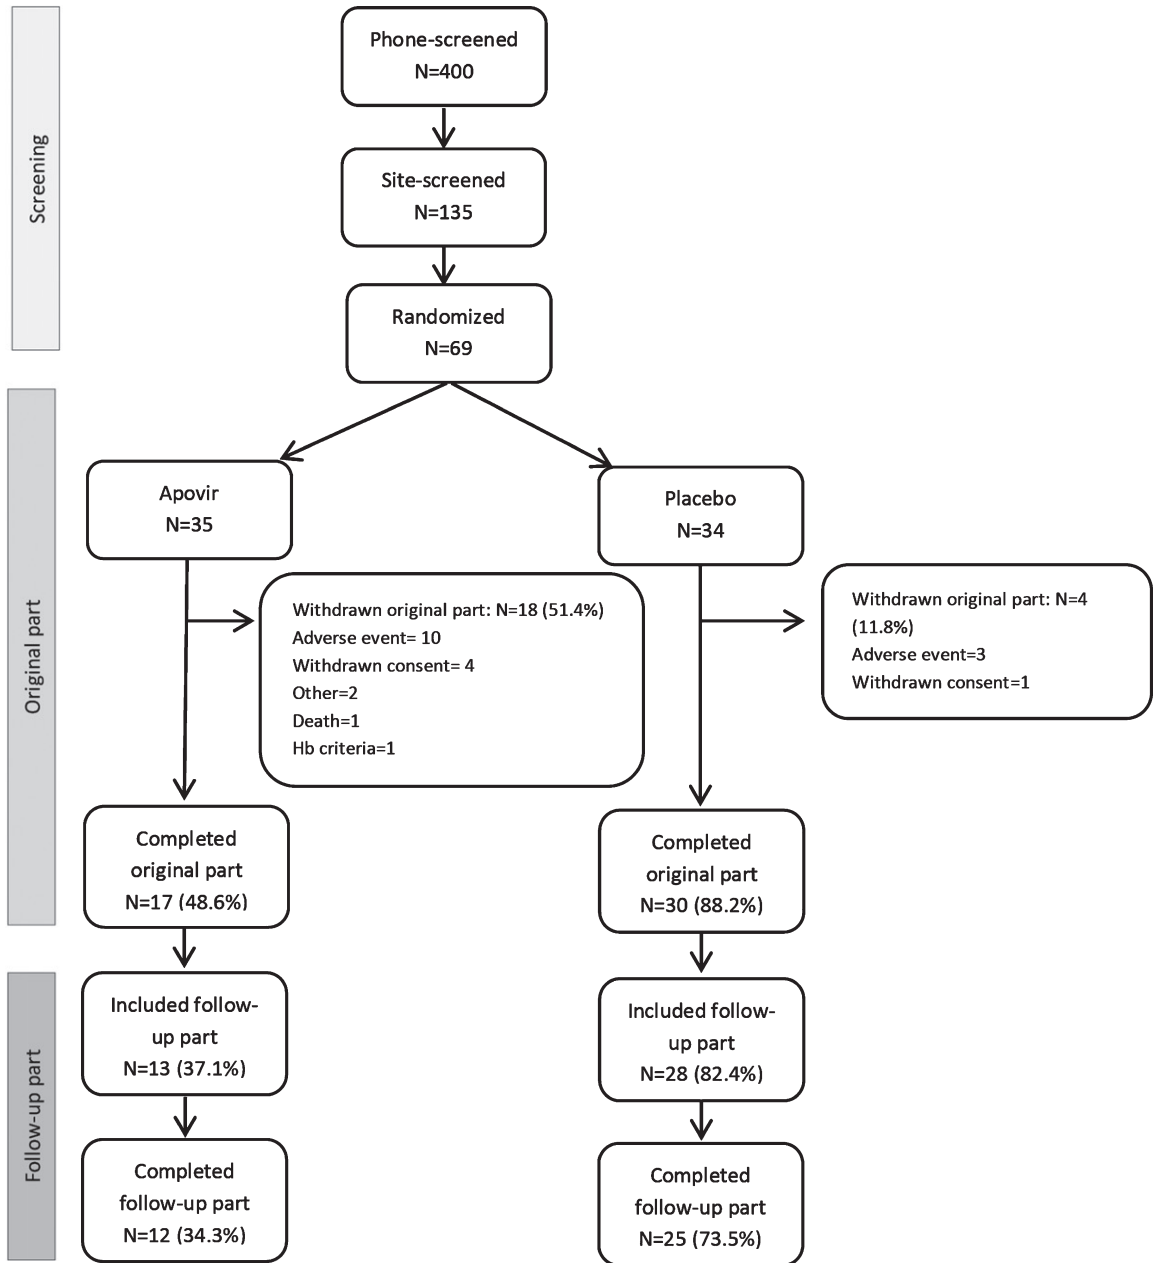 Screening
Phone-screened
N=400
Site-screened
N=135
Randomized
N=69
Original part
Apovir
N=35
Placebo
N=34
Withdrawn original part: N=18 (51.4%)
Adverse event= 10
Withdrawn consent= 4
Other=2
Death=1
Hb criteria=1
Withdrawn original part: N=4
(11.8%)
Adverse event=3
Withdrawn consent=1
Completed
original part
N=17 (48.6%)
Completed
original part
N=30 (88.2%)
Follow-up part
Included follow-
up part
N=13 (37.1%)
Included follow-
up part
N=28 (82.4%)
Completed
follow-up part
N=12 (34.3%)
Completed
follow-up part
N=25 (73.5%)